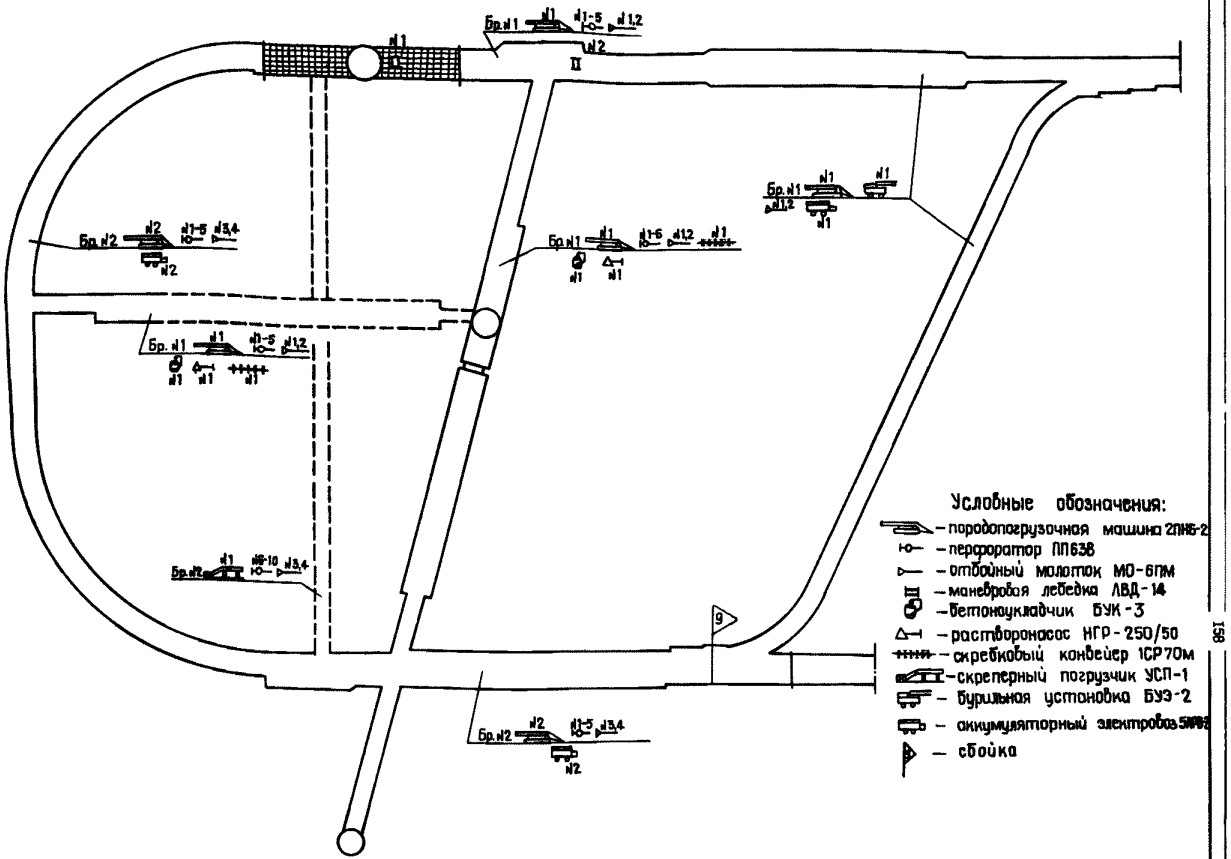 Бр. №1 №1 №1-5 №1,2
№1
№2
Бр. №1 №1 №1
№1,2 №1
Бр. №2 №2 №1-5 №3,4
№2
Бр. №1 №1 №1-5 №1,2 №1
№1 №1
Бр. №1 №1 №1-5 №1,2
№1 №1 №1
Бр. №2 №1 №6-10 №3,4
9
Бр. №2 №2 №1-5 №3,4
№2
Условные обозначения:
– породопогрузочная машина 2ПНБ-2
– перфоратор ПП63В
– отбойный молоток МО-6ПМ
– маневровая лебедка ЛВД-14
– бетоноукладчик БУК-3
– растворонасос НГР-250/50
– скребковый конвейер 1СР70м
– скреперный погрузчик УСП-1
– бурильная установка БУЭ-2
– аккумуляторный электровоз
– сбойка
158